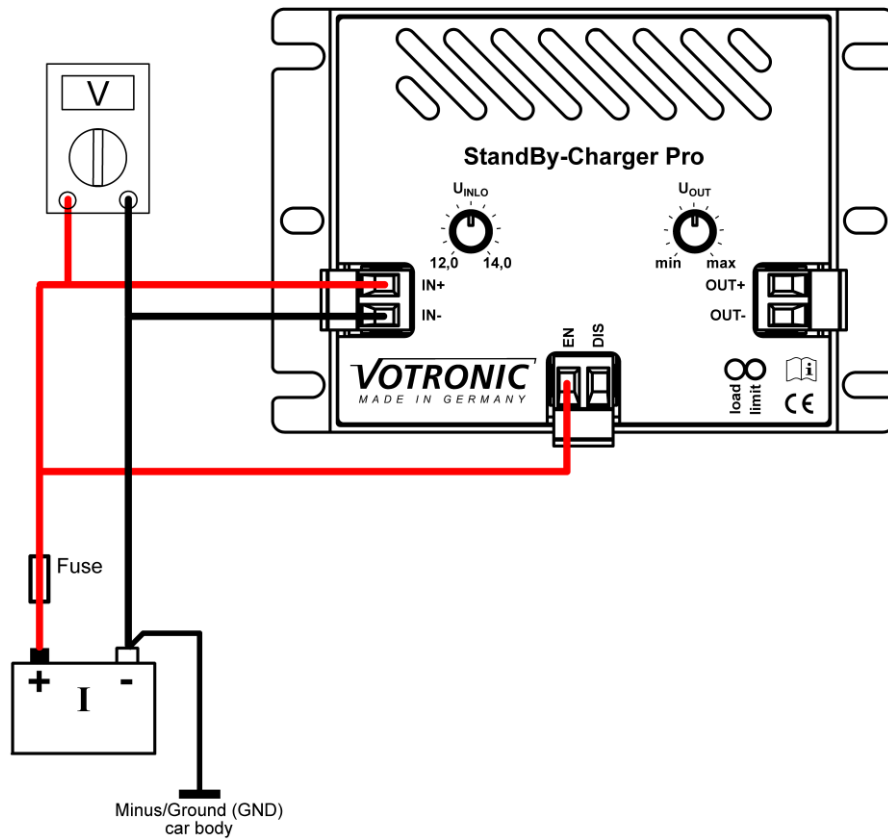 V
StandBy-Charger Pro
UINLO
UOUT
12,0 14,0
min max
IN+
IN-
OUT+
OUT-
EN DIS
VOTRONIC
MADE IN GERMANY
load
limit
i
CE
Fuse
+ -
I
Minus/Ground (GND)
car body